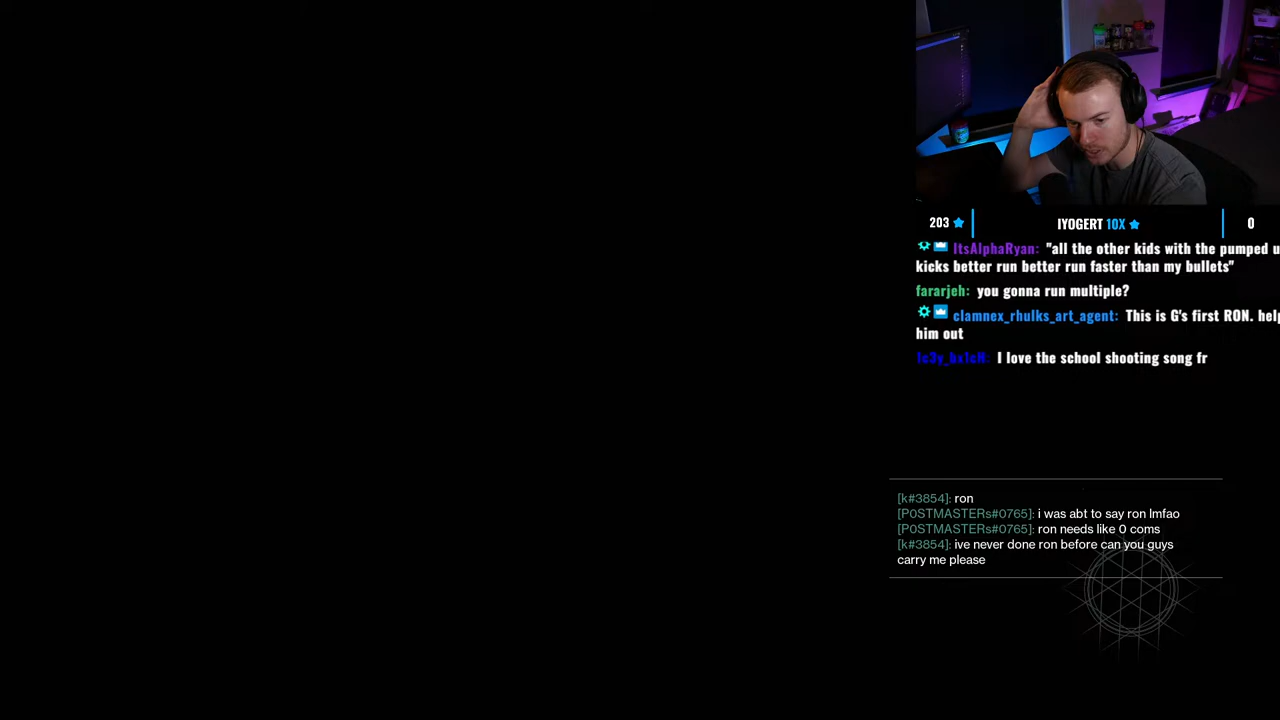 203
IYOGERT 10X
0
ItsAlphaRyan: "all the other kids with the pumped u
kicks better run better run faster than my bullets"
fararjeh: you gonna run multiple?
clamnex_rhulks_art_agent: This is G's first RON. help
him out
I love the school shooting song fr
[k#3854]: ron
[P0STMASTERs#0765]: i was abt to say ron lmfao
[P0STMASTERs#0765]: ron needs like 0 coms
[k#3854]: ive never done ron before can you guys
carry me please